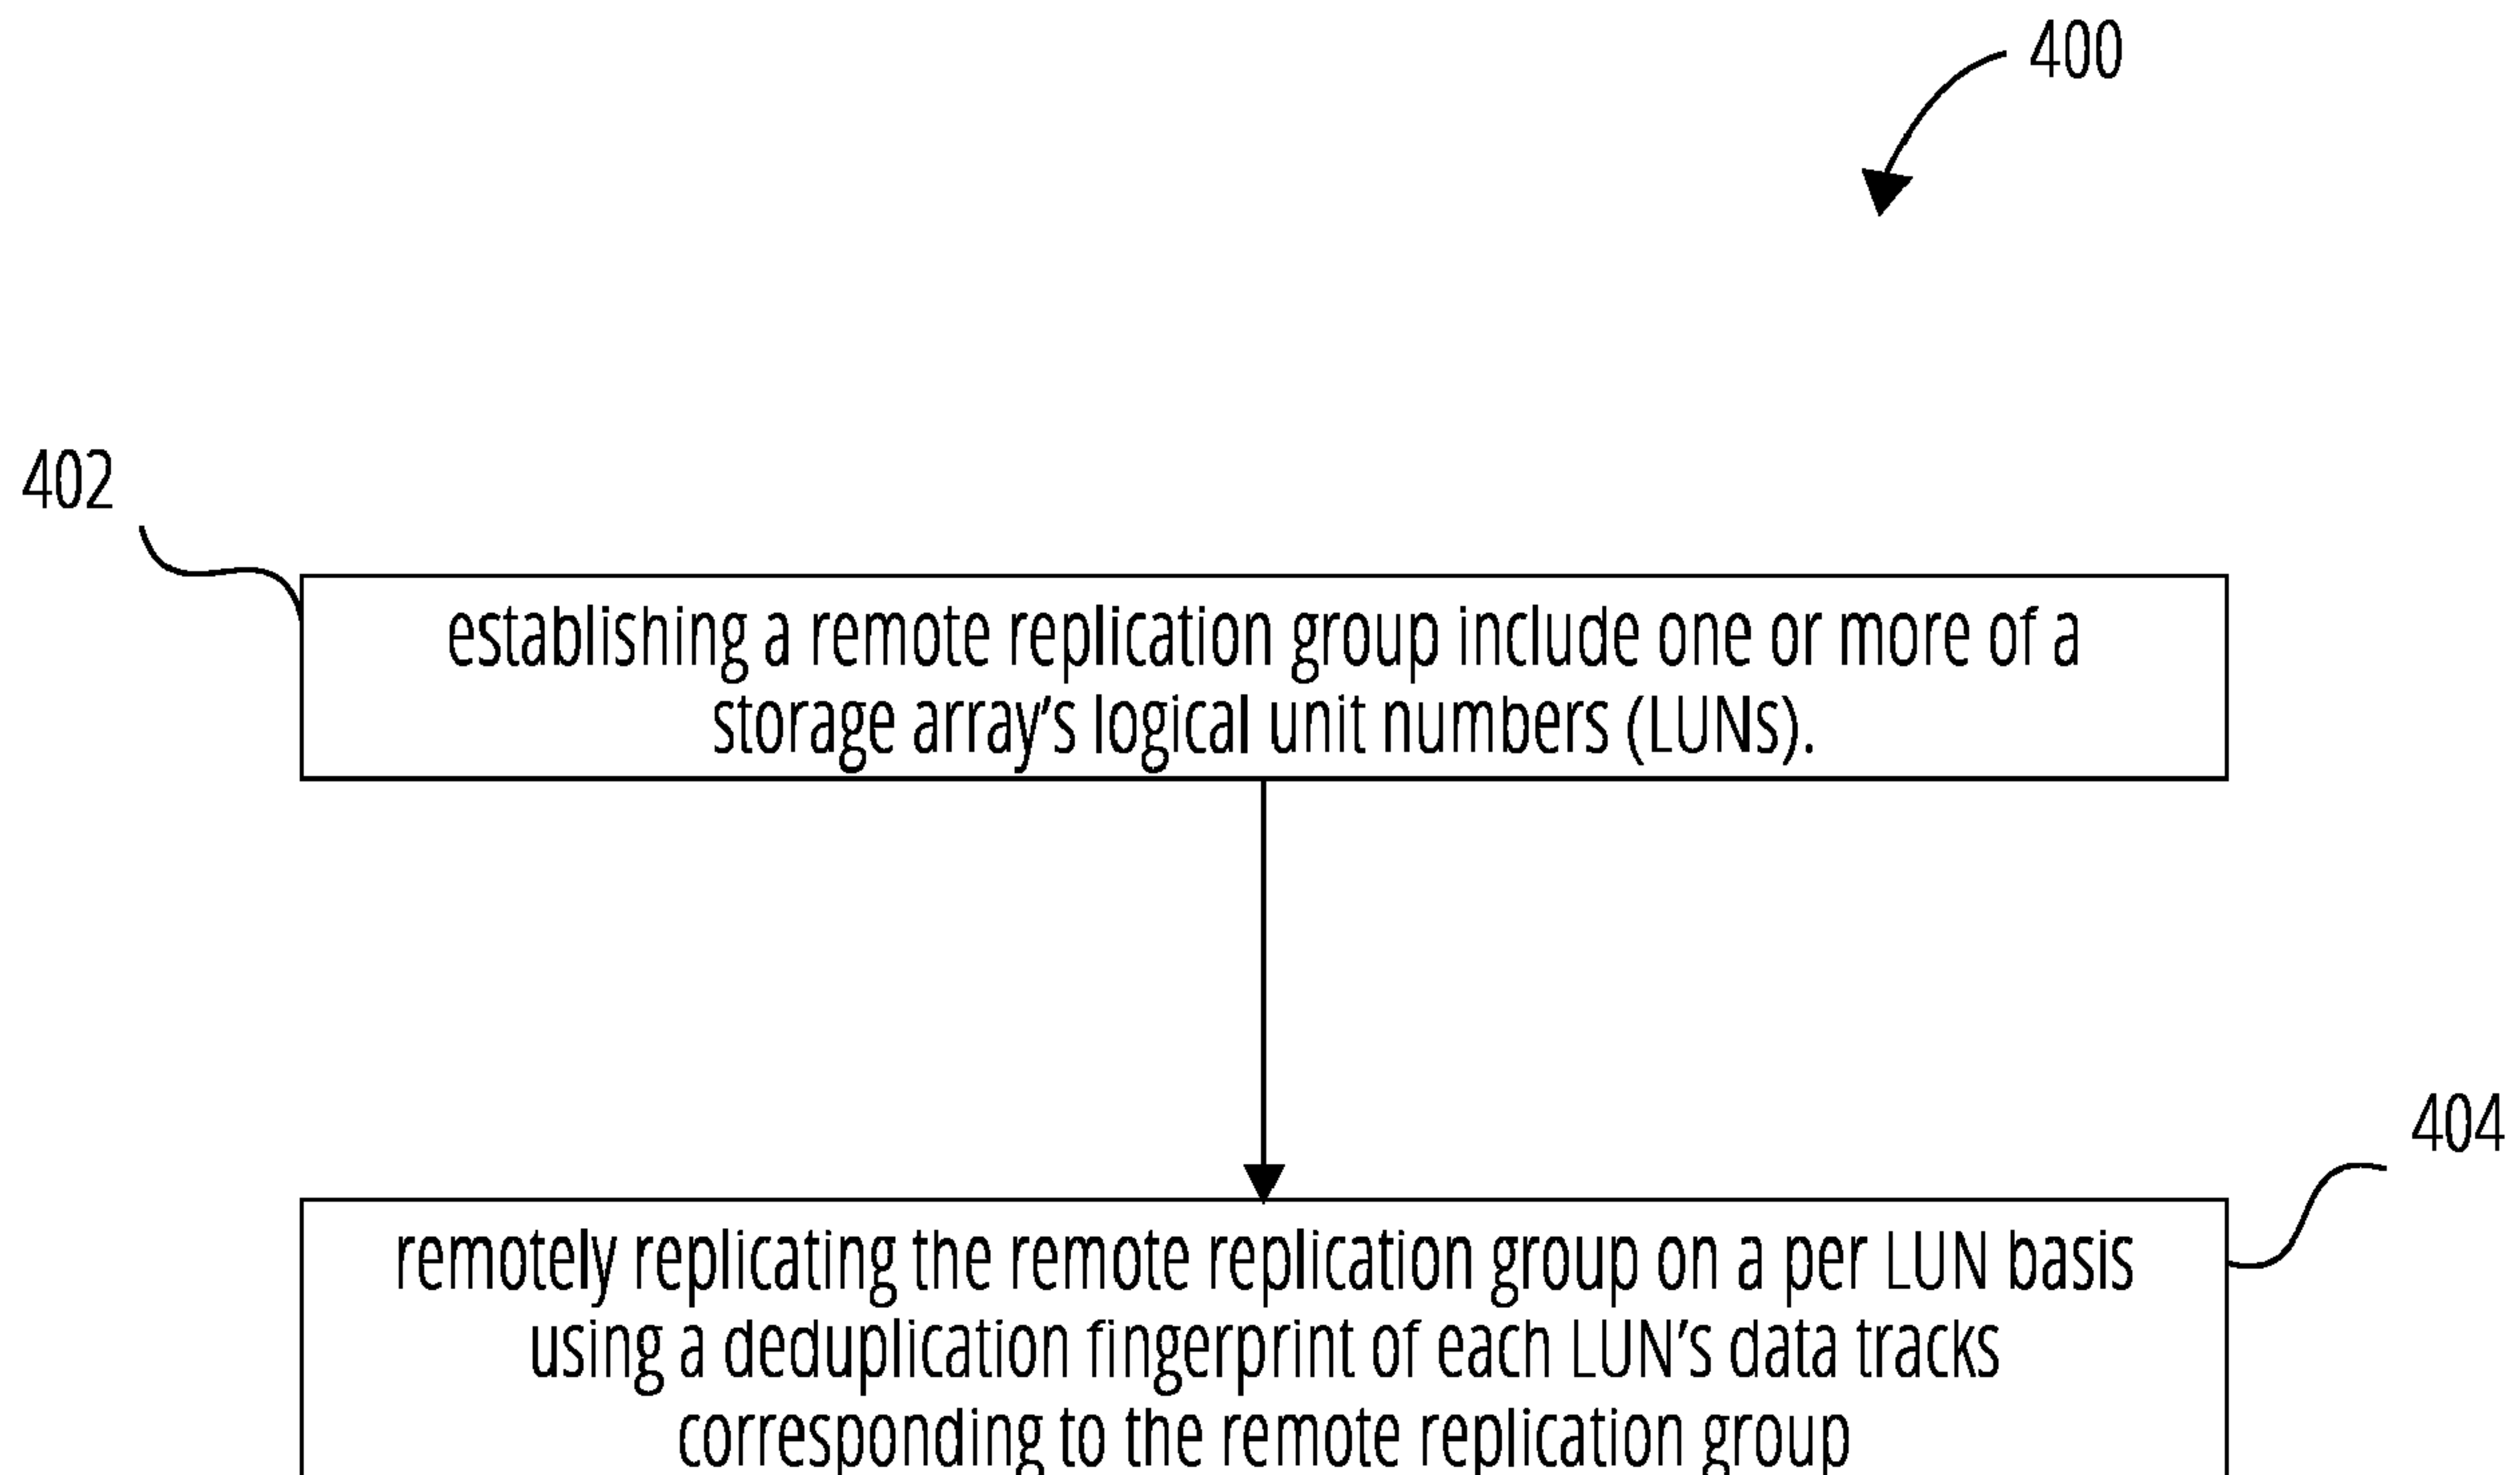 400
402
establishing a remote replication group include one or more of a
storage array's logical unit numbers (LUNs).
404
remotely replicating the remote replication group on a per LUN basis
using a deduplication fingerprint of each LUN's data tracks
corresponding to the remote replication group